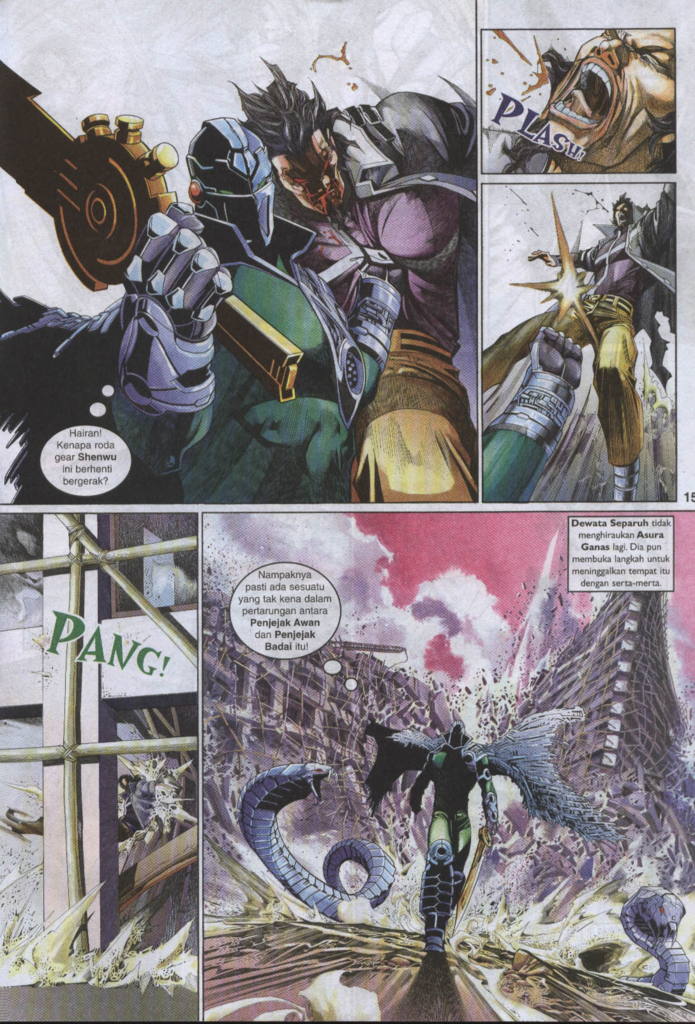 Hairan!
Kenapa roda
gear Shenwu
ini berhenti
bergerak?
PLASH!
15
PANG!
Nampaknya
pasti ada sesuatu
yang tak kena dalam
pertarungan antara
Penjejak Awan
dan Penjejak
Badai itu!
Dewata Separuh tidak
menghiraukan Asura
Ganas lagi. Dia pun
membuka langkah untuk
meninggalkan tempat itu
dengan serta-merta.